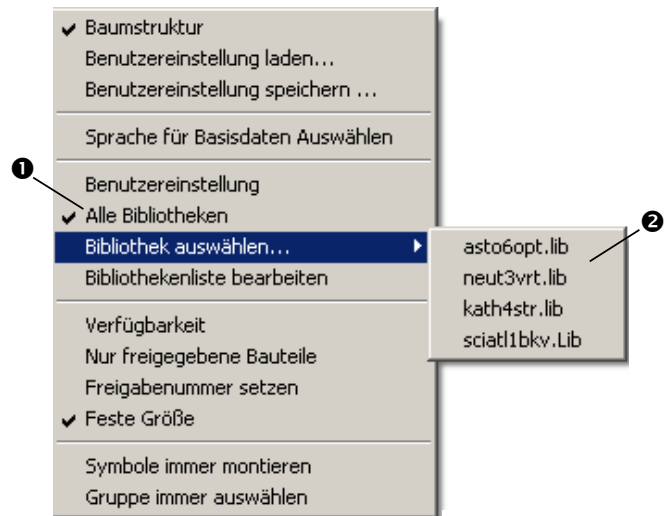 ✓ Baumstruktur
Benutzereinstellung laden...
Benutzereinstellung speichern ...
Sprache für Basisdaten Auswählen
❶
Benutzereinstellung
✓ Alle Bibliotheken
Bibliothek auswählen...
Bibliothekenliste bearbeiten
❷
asto6opt.lib
neut3vrt.lib
kath4str.lib
sciatl1bkv.Lib
Verfügbarkeit
Nur freigegebene Bauteile
Freigabenummer setzen
✓ Feste Größe
Symbole immer montieren
Gruppe immer auswählen